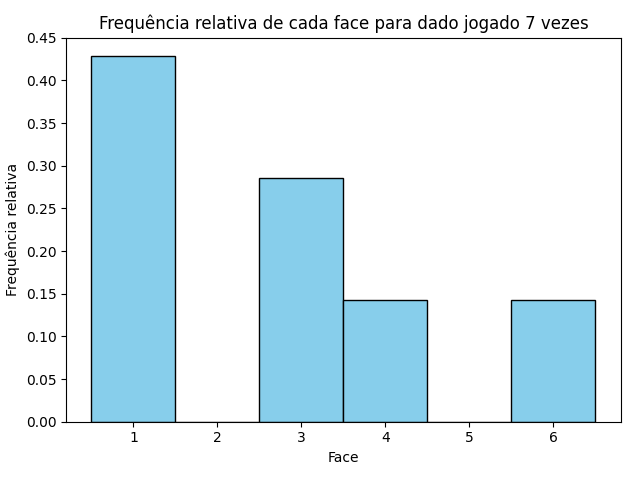 Frequência relativa de cada face para dado jogado 7 vezes
0.45
0.40
0.35
0.30
0.25
0.20
0.15
0.10
0.05
0.00
Frequência relativa
1 2 3 4 5 6
Face